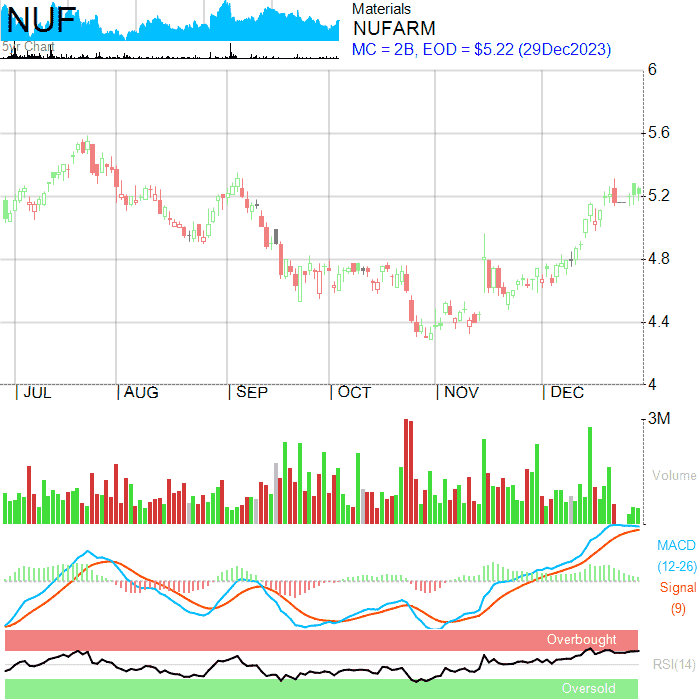 NUF
5yr Chart
Materials
NUFARM
MC = 2B, EOD = $5.22 (29Dec2023)
6
5.6
5.2
4.8
4.4
4
| JUL | AUG | SEP | OCT | NOV | DEC
3M
Volume
MACD
(12-26)
Signal
(9)
Overbought
RSI(14)
Oversold